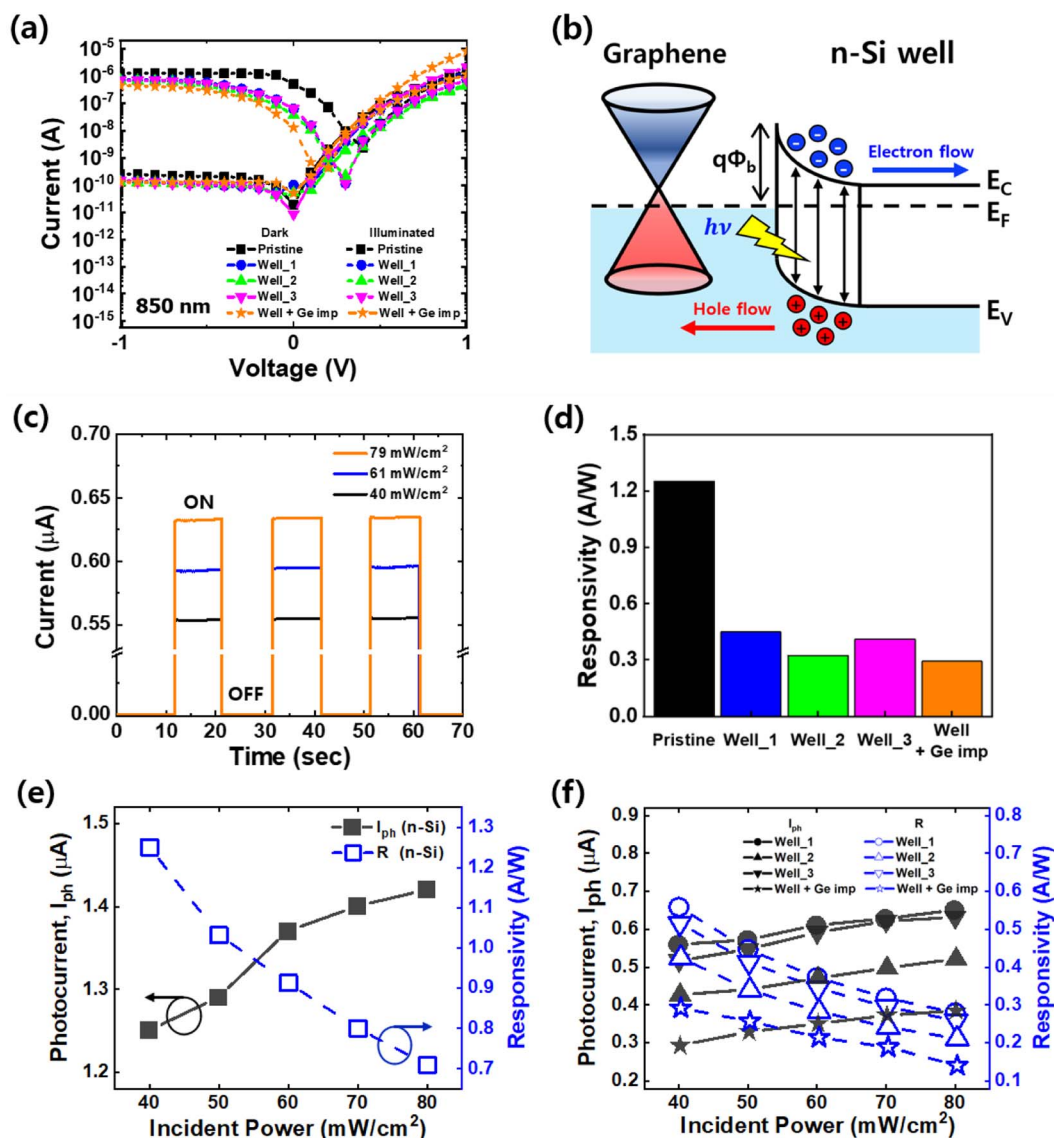 (a)
Current (A)
10⁻⁵
10⁻⁶
10⁻⁷
10⁻⁸
10⁻⁹
10⁻¹⁰
10⁻¹¹
10⁻¹²
10⁻¹³
10⁻¹⁴
10⁻¹⁵
Dark Illuminated
Pristine Pristine
Well_1 Well_1
Well_2 Well_2
Well_3 Well_3
Well + Ge imp Well + Ge imp
850 nm
-1 0 1
Voltage (V)
(b)
Graphene n-Si well
qΦb
Electron flow
E_C
E_F
hν
Hole flow
E_V
(c)
Current (μA)
0.70
0.65
0.60
0.55
0.00
79 mW/cm²
61 mW/cm²
40 mW/cm²
ON
OFF
0 10 20 30 40 50 60 70
Time (sec)
(d)
Responsivity (A/W)
1.5
1.2
0.9
0.6
0.3
0.0
Pristine Well_1 Well_2 Well_3 Well
+ Ge imp
(e)
Photocurrent, I_ph (μA)
1.5
1.4
1.3
1.2
I_ph (n-Si)
R (n-Si)
1.3
1.2
1.0
0.9
0.8
0.7
Responsivity (A/W)
40 50 60 70 80
Incident Power (mW/cm²)
(f)
Photocurrent, I_ph (μA)
0.9
0.8
0.7
0.6
0.5
0.4
0.3
0.2
I_ph R
Well_1 Well_1
Well_2 Well_2
Well_3 Well_3
Well + Ge imp Well + Ge imp
0.8
0.7
0.6
0.5
0.4
0.3
0.2
0.1
Responsivity (A/W)
40 50 60 70 80
Incident Power (mW/cm²)